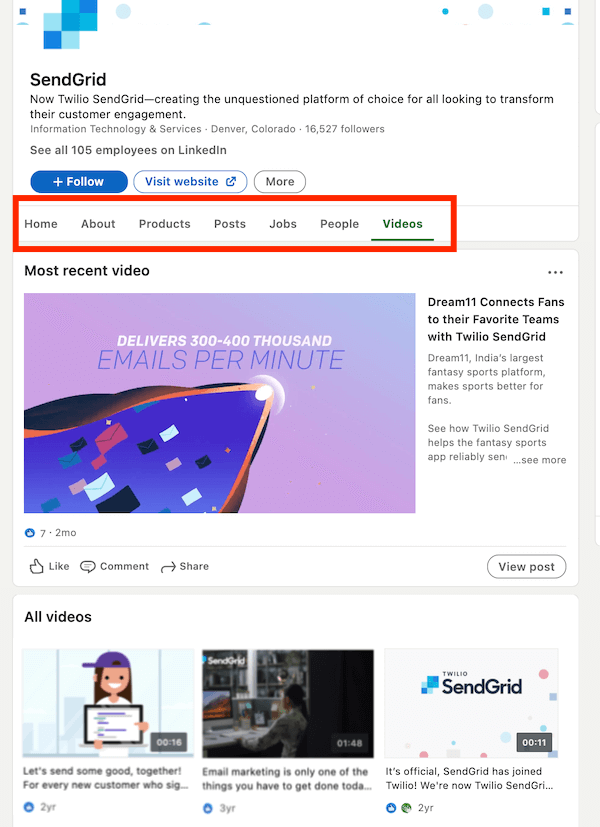 SendGrid
Now Twilio SendGrid—creating the unquestioned platform of choice for all looking to transform
their customer engagement.
Information Technology & Services · Denver, Colorado · 16,527 followers
See all 105 employees on LinkedIn
+ Follow
Visit website
More
Home About Products Posts Jobs People Videos
Most recent video
DELIVERS 300-400 THOUSAND
EMAILS PER MINUTE
Dream11 Connects Fans
to their Favorite Teams
with Twilio SendGrid
Dream11, India's largest
fantasy sports platform,
makes sports better for
fans.
See how Twilio SendGrid
helps the fantasy sports
app reliably sen ...see more
7 · 2mo
Like Comment Share
View post
All videos
00:16
Let's send some good, together!
For every new customer who sig...
2yr
SendGrid
01:48
Email marketing is only one of the
things you have to get done toda...
3yr
TWILIO
SendGrid
00:11
It's official, SendGrid has joined
Twilio! We're now Twilio SendGri...
2yr